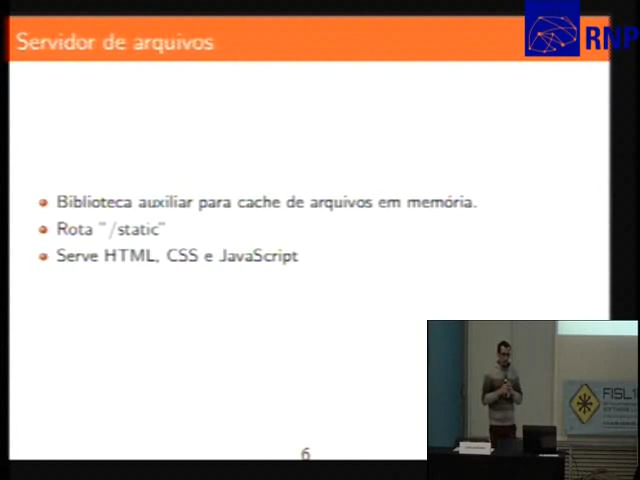 Servidor de arquivos
RNP
Biblioteca auxiliar para cache de arquivos em memória.
Rota "/static"
Serve HTML, CSS e JavaScript
6